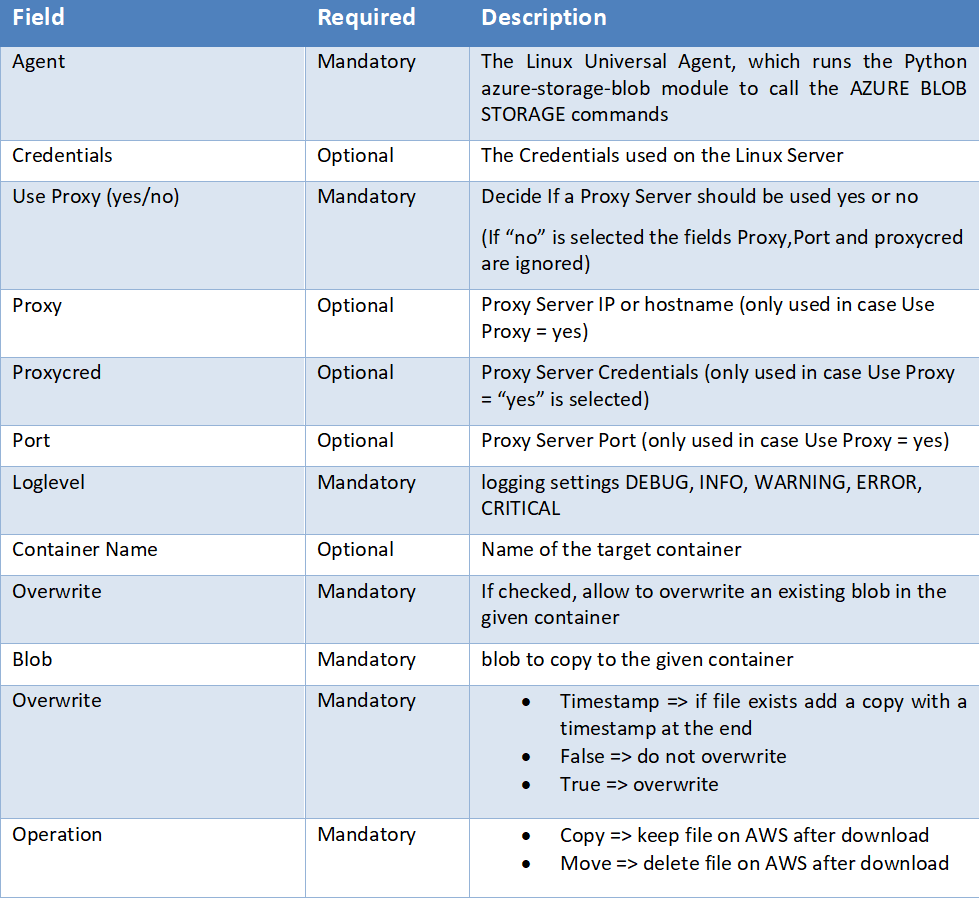 Field Required Description
Agent Mandatory The Linux Universal Agent, which runs the Python
azure-storage-blob module to call the AZURE BLOB
STORAGE commands
Credentials Optional The Credentials used on the Linux Server
Use Proxy (yes/no) Mandatory Decide If a Proxy Server should be used yes or no
(If “no” is selected the fields Proxy,Port and proxycred
are ignored)
Proxy Optional Proxy Server IP or hostname (only used in case Use
Proxy = yes)
Proxycred Optional Proxy Server Credentials (only used in case Use Proxy
= “yes” is selected)
Port Optional Proxy Server Port (only used in case Use Proxy = yes)
Loglevel Mandatory logging settings DEBUG, INFO, WARNING, ERROR,
CRITICAL
Container Name Optional Name of the target container
Overwrite Mandatory If checked, allow to overwrite an existing blob in the
given container
Blob Mandatory blob to copy to the given container
Overwrite Mandatory • Timestamp => if file exists add a copy with a
timestamp at the end
• False => do not overwrite
• True => overwrite
Operation Mandatory • Copy => keep file on AWS after download
• Move => delete file on AWS after download